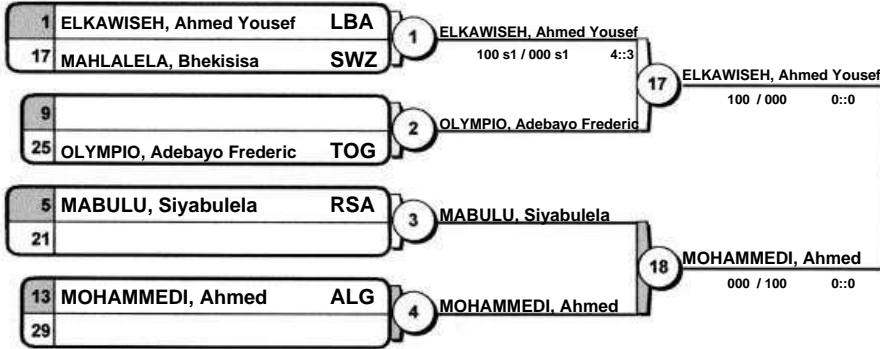 1 ELKAWISEH, Ahmed Yousef LBA
17 MAHLALELA, Bhekisisa SWZ
1
ELKAWISEH, Ahmed Yousef
100 s1 / 000 s1 4::3
9
25 OLYMPIO, Adebayo Frederic TOG
2
OLYMPIO, Adebayo Frederic
17
ELKAWISEH, Ahmed Yousef
100 / 000 0::0
5 MABULU, Siyabulela RSA
21
3
MABULU, Siyabulela
13 MOHAMMEDI, Ahmed ALG
29
4
MOHAMMEDI, Ahmed
18
MOHAMMEDI, Ahmed
000 / 100 0::0